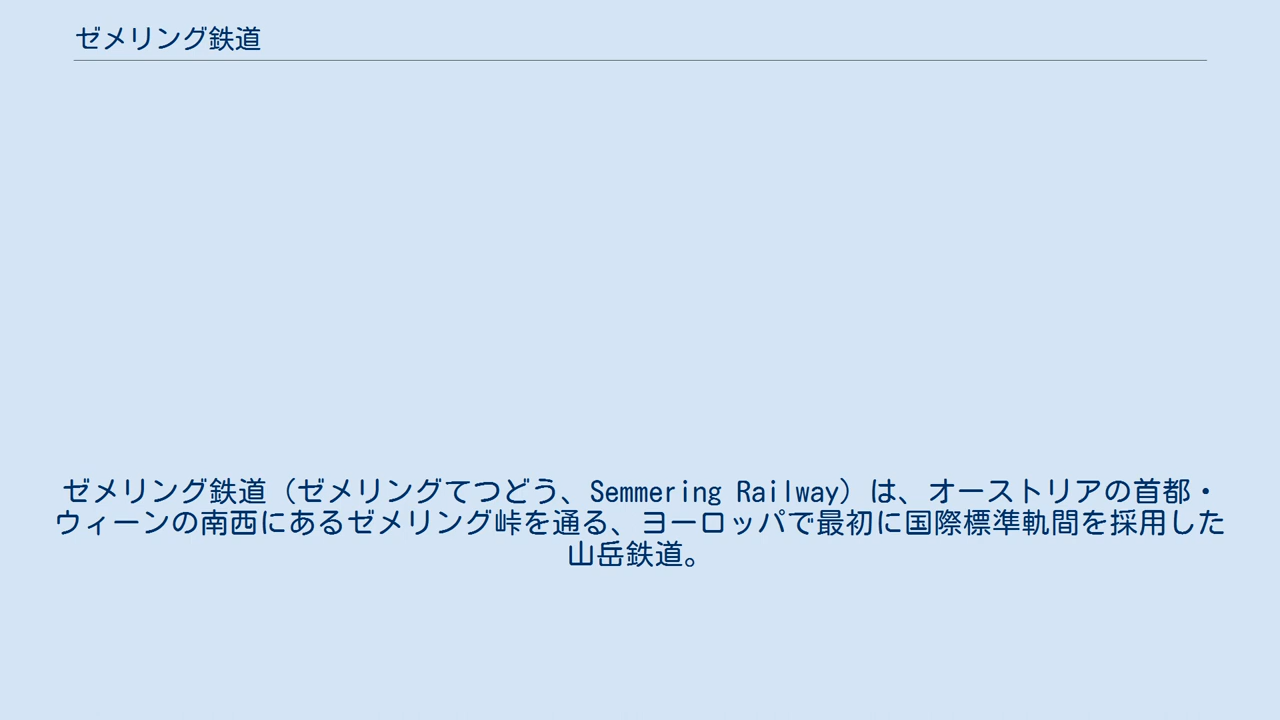 ゼメリング鉄道
ゼメリング鉄道（ゼメリングてつどう、Semmering Railway）は、オーストリアの首都・
ウィーンの南西にあるゼメリング峠を通る、ヨーロッパで最初に国際標準軌間を採用した
山岳鉄道。